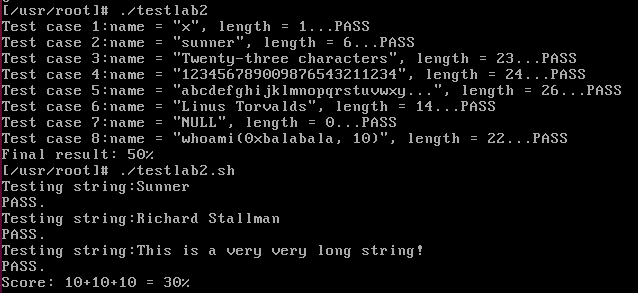 [/usr/root]# ./testlab2
Test case 1:name = "x", length = 1...PASS
Test case 2:name = "sunner", length = 6...PASS
Test case 3:name = "Twenty-three characters", length = 23...PASS
Test case 4:name = "123456789009876543211234", length = 24...PASS
Test case 5:name = "abcdefghijklmnopqrstuvwxy...", length = 26...PASS
Test case 6:name = "Linus Torvalds", length = 14...PASS
Test case 7:name = "NULL", length = 0...PASS
Test case 8:name = "whoami(0xbalabala, 10)", length = 22...PASS
Final result: 50%
[/usr/root]# ./testlab2.sh
Testing string:Sunner
PASS.
Testing string:Richard Stallman
PASS.
Testing string:This is a very very long string!
PASS.
Score: 10+10+10 = 30%